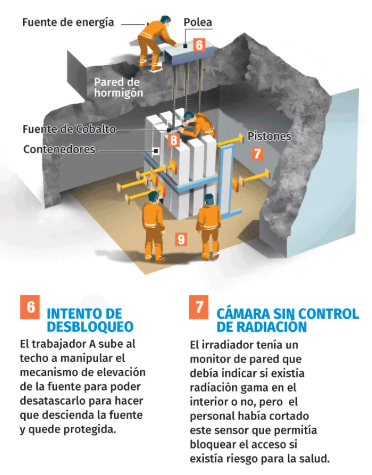 Fuente de energía
Polea
6
Pared de
hormigón
Fuente de Cobalto
8
Pistones
Contenedores
7
9
6 INTENTO DE
DESBLOQUEO
El trabajador A sube al
techo a manipular el
mecanismo de elevación
de la fuente para poder
desatascarlo para hacer
que descienda la fuente
y quede protegida.
7 CÁMARA SIN CONTROL
DE RADIACIÓN
El irradiador tenía un
monitor de pared que
debía indicar si existía
radiación gama en el
interior o no, pero el
personal había cortado
este sensor que permitía
bloquear el acceso si
existía riesgo para la salud.